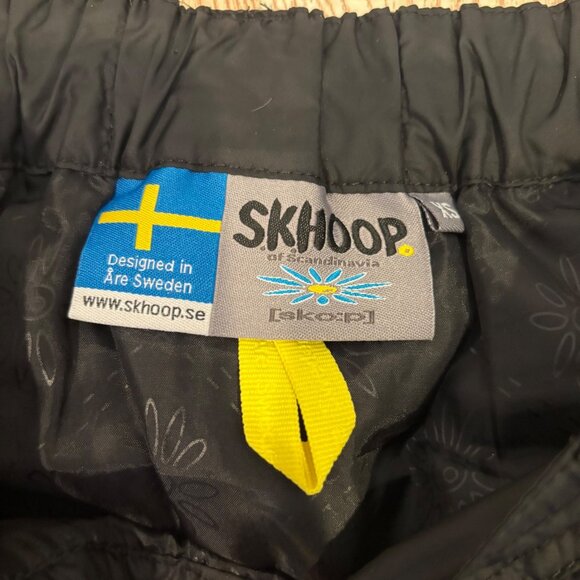 SKHOOP.
of Scandinavia
[sko:p]
Designed in
Åre Sweden
www.skhoop.se
XS